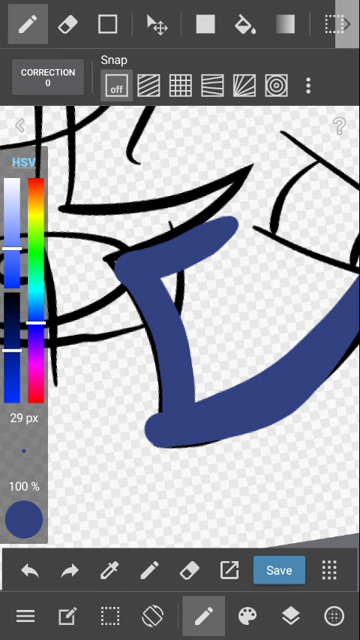 Snap
CORRECTION
0
off
HSV
29 px
100 %
Save